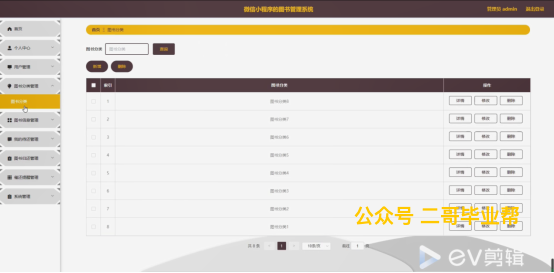 微信小程序的图书管理系统
管理员 admin
退出登录
首页
个人中心
用户管理
图书分类管理
图书分类
图书信息管理
我的待还管理
图书归还管理
催还提醒管理
系统管理
首页 | 图书分类
图书分类 图书分类 查询
新增 删除
索引 图书分类 操作
1 图书分类8 详情 修改 删除
2 图书分类7 详情 修改 删除
3 图书分类6 详情 修改 删除
4 图书分类5 详情 修改 删除
5 图书分类4 详情 修改 删除
6 图书分类3 详情 修改 删除
7 图书分类2 详情 修改 删除
8 图书分类1 详情 修改 删除
公众号 二哥毕业帮
共 8 条 < 1 > 10条/页 前往 1 页
EV剪辑